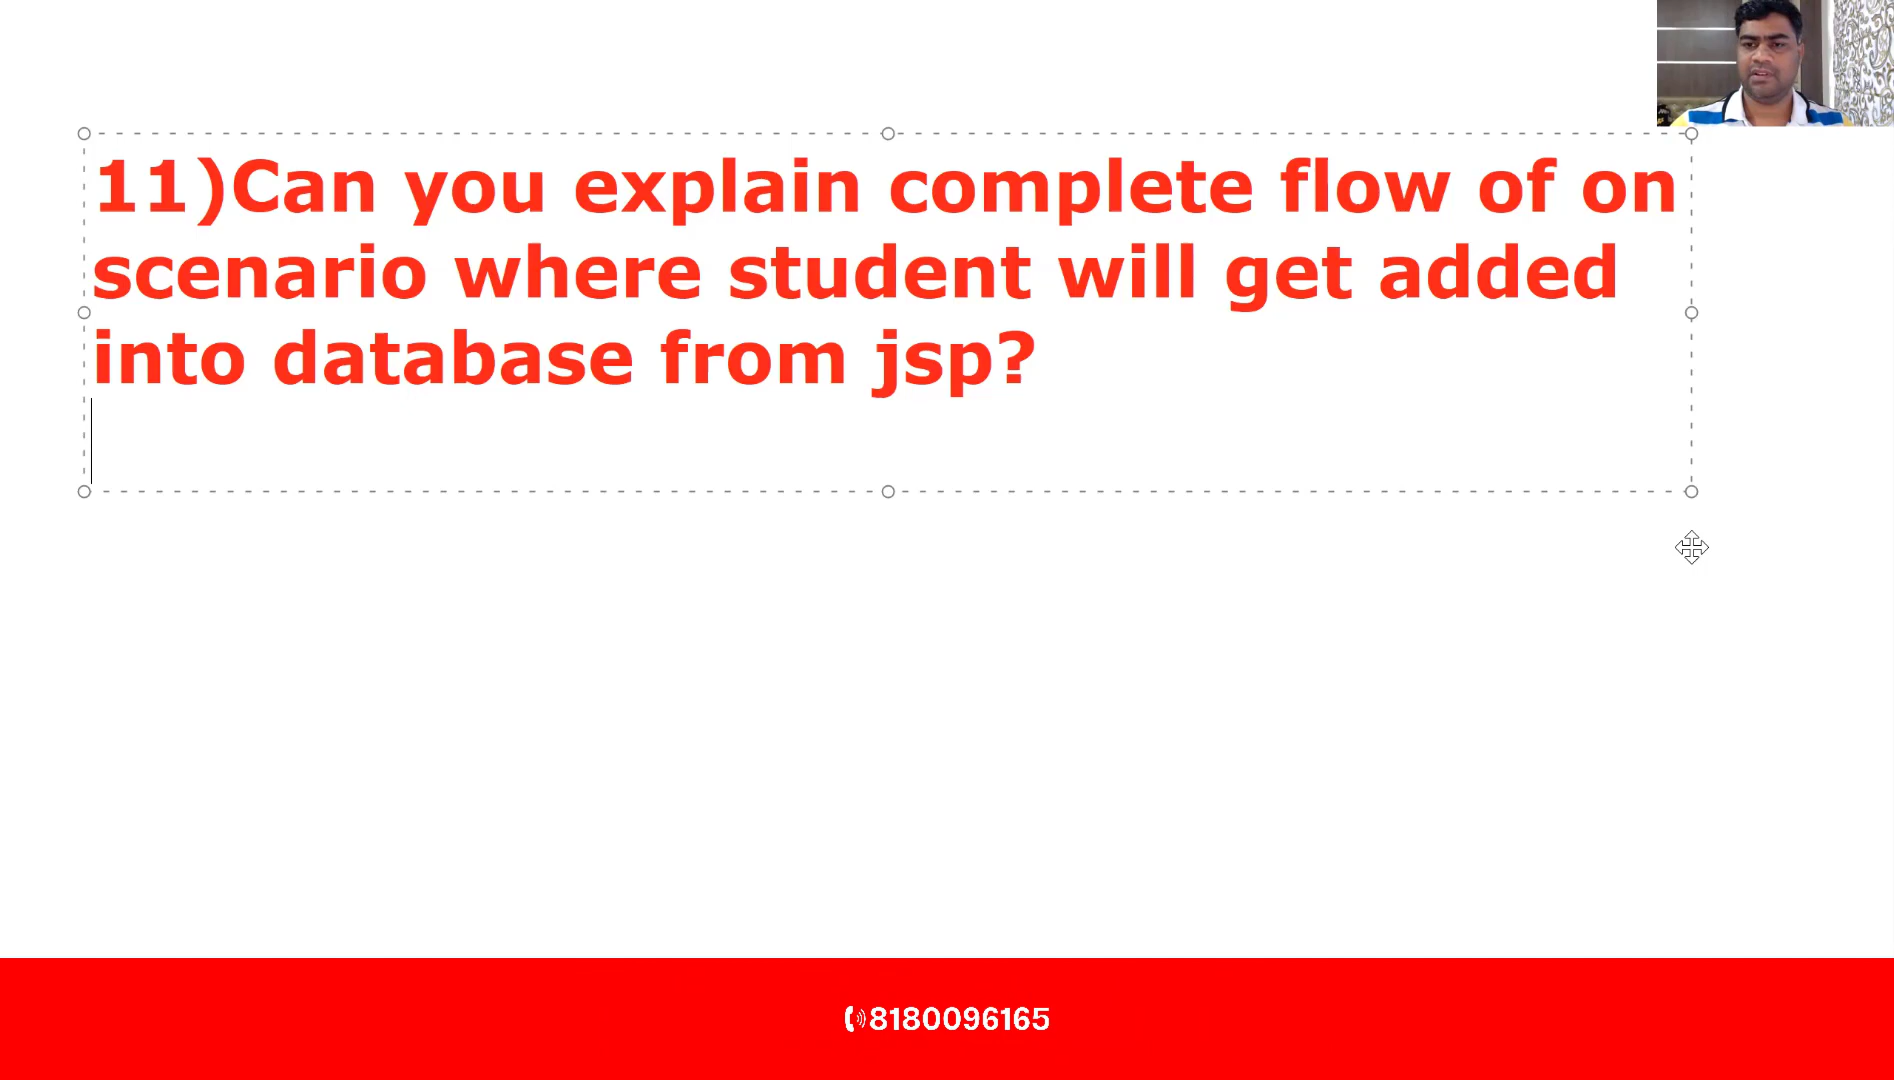 11)Can you explain complete flow of on
scenario where student will get added
into database from jsp?
8180096165